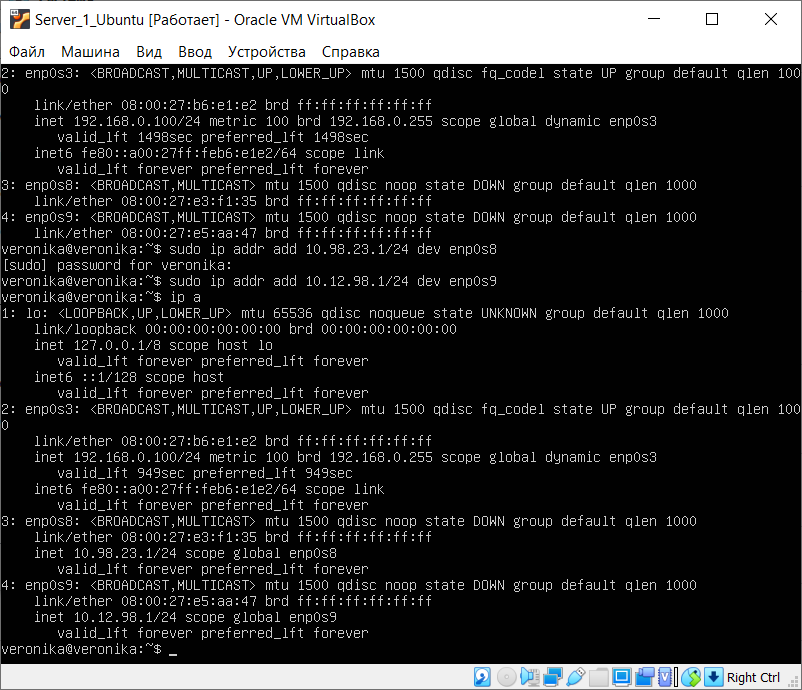 Server_1_Ubuntu [Работает] - Oracle VM VirtualBox
Файл Машина Вид Ввод Устройства Справка
2: enp0s3: <BROADCAST,MULTICAST,UP,LOWER_UP> mtu 1500 qdisc fq_codel state UP group default qlen 100
0
    link/ether 08:00:27:b6:e1:e2 brd ff:ff:ff:ff:ff:ff
    inet 192.168.0.100/24 metric 100 brd 192.168.0.255 scope global dynamic enp0s3
       valid_lft 1498sec preferred_lft 1498sec
    inet6 fe80::a00:27ff:feb6:e1e2/64 scope link
       valid_lft forever preferred_lft forever
3: enp0s8: <BROADCAST,MULTICAST> mtu 1500 qdisc noop state DOWN group default qlen 1000
    link/ether 08:00:27:e3:f1:35 brd ff:ff:ff:ff:ff:ff
4: enp0s9: <BROADCAST,MULTICAST> mtu 1500 qdisc noop state DOWN group default qlen 1000
    link/ether 08:00:27:e5:aa:47 brd ff:ff:ff:ff:ff:ff
veronika@veronika:~$ sudo ip addr add 10.98.23.1/24 dev enp0s8
[sudo] password for veronika:
veronika@veronika:~$ sudo ip addr add 10.12.98.1/24 dev enp0s9
veronika@veronika:~$ ip a
1: lo: <LOOPBACK,UP,LOWER_UP> mtu 65536 qdisc noqueue state UNKNOWN group default qlen 1000
    link/loopback 00:00:00:00:00:00 brd 00:00:00:00:00:00
    inet 127.0.0.1/8 scope host lo
       valid_lft forever preferred_lft forever
    inet6 ::1/128 scope host
       valid_lft forever preferred_lft forever
2: enp0s3: <BROADCAST,MULTICAST,UP,LOWER_UP> mtu 1500 qdisc fq_codel state UP group default qlen 100
0
    link/ether 08:00:27:b6:e1:e2 brd ff:ff:ff:ff:ff:ff
    inet 192.168.0.100/24 metric 100 brd 192.168.0.255 scope global dynamic enp0s3
       valid_lft 949sec preferred_lft 949sec
    inet6 fe80::a00:27ff:feb6:e1e2/64 scope link
       valid_lft forever preferred_lft forever
3: enp0s8: <BROADCAST,MULTICAST> mtu 1500 qdisc noop state DOWN group default qlen 1000
    link/ether 08:00:27:e3:f1:35 brd ff:ff:ff:ff:ff:ff
    inet 10.98.23.1/24 scope global enp0s8
       valid_lft forever preferred_lft forever
4: enp0s9: <BROADCAST,MULTICAST> mtu 1500 qdisc noop state DOWN group default qlen 1000
    link/ether 08:00:27:e5:aa:47 brd ff:ff:ff:ff:ff:ff
    inet 10.12.98.1/24 scope global enp0s9
       valid_lft forever preferred_lft forever
veronika@veronika:~$ _
Right Ctrl